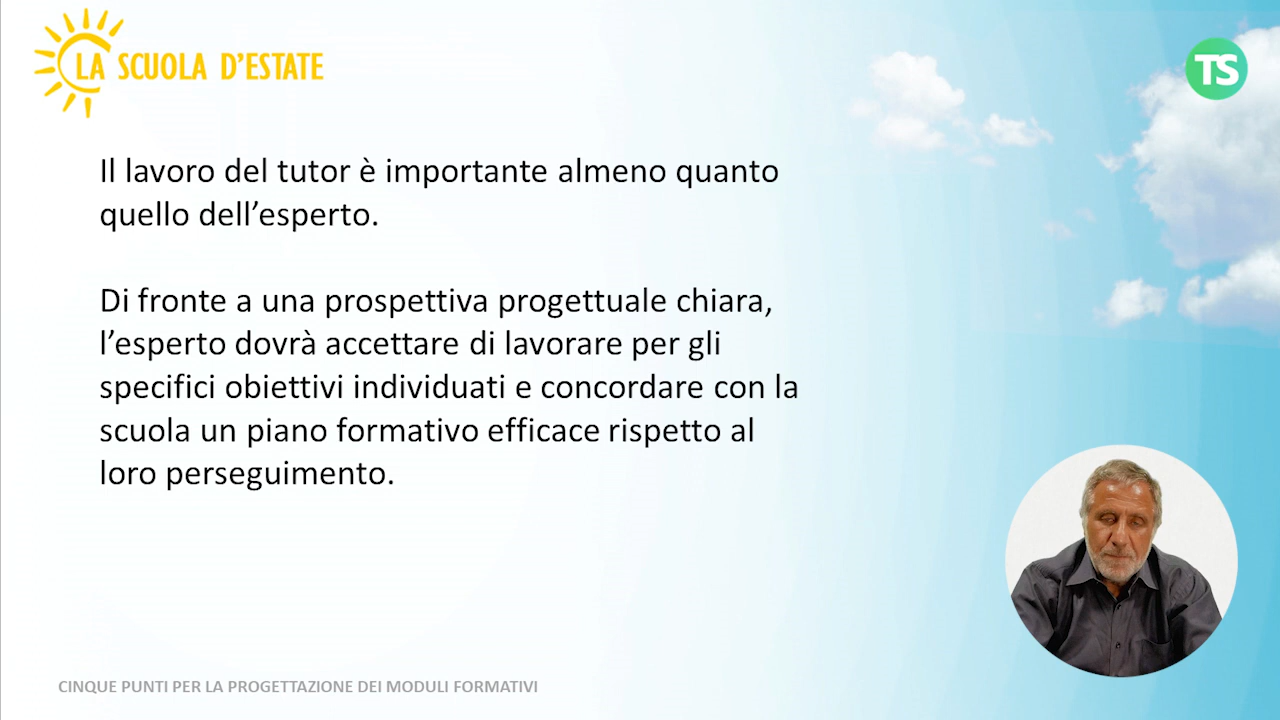 LA SCUOLA D'ESTATE
TS
Il lavoro del tutor è importante almeno quanto
quello dell’esperto.
Di fronte a una prospettiva progettuale chiara,
l’esperto dovrà accettare di lavorare per gli
specifici obiettivi individuati e concordare con la
scuola un piano formativo efficace rispetto al
loro perseguimento.
CINQUE PUNTI PER LA PROGETTAZIONE DEI MODULI FORMATIVI